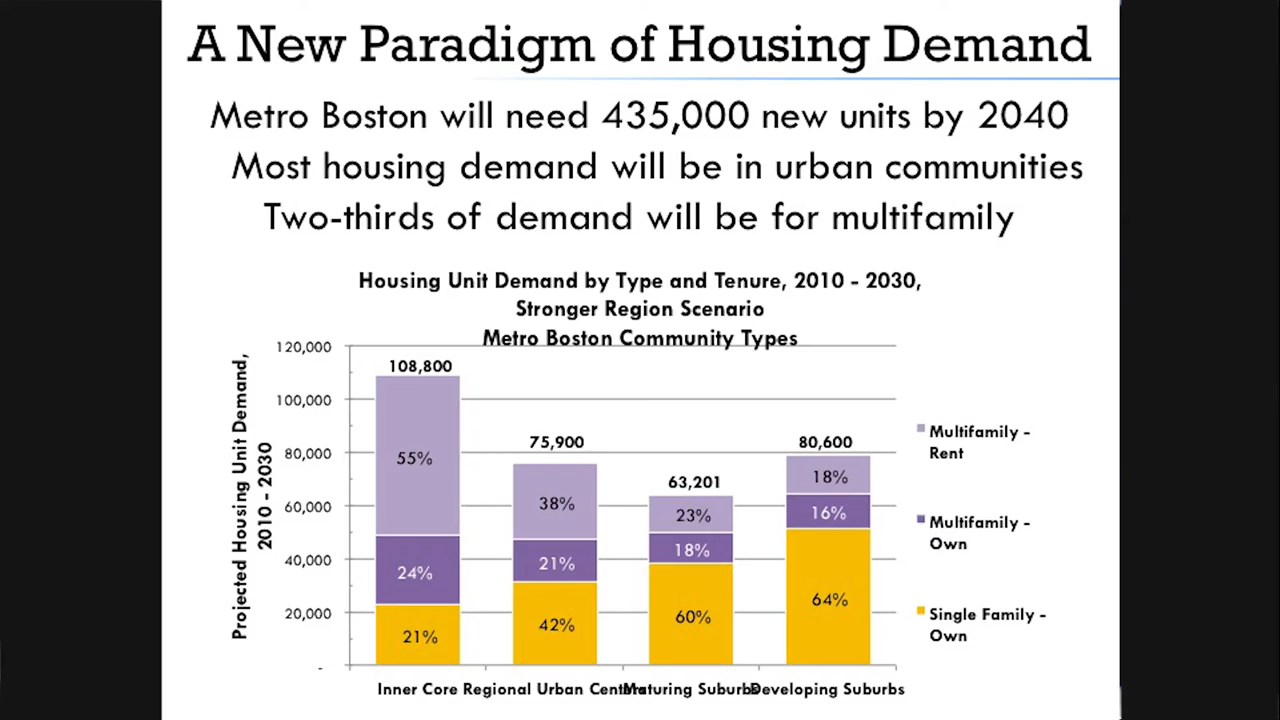 A New Paradigm of Housing Demand
Metro Boston will need 435,000 new units by 2040
Most housing demand will be in urban communities
Two-thirds of demand will be for multifamily
Housing Unit Demand by Type and Tenure, 2010 - 2030,
Stronger Region Scenario
Metro Boston Community Types
Projected Housing Unit Demand,
2010 - 2030
120,000
100,000
80,000
60,000
40,000
20,000
-
108,800
55%
24%
21%
75,900
38%
21%
42%
63,201
23%
18%
60%
80,600
18%
16%
64%
Inner Core
Regional Urban Centers
Maturing Suburbs
Developing Suburbs
Multifamily -
Rent
Multifamily -
Own
Single Family -
Own